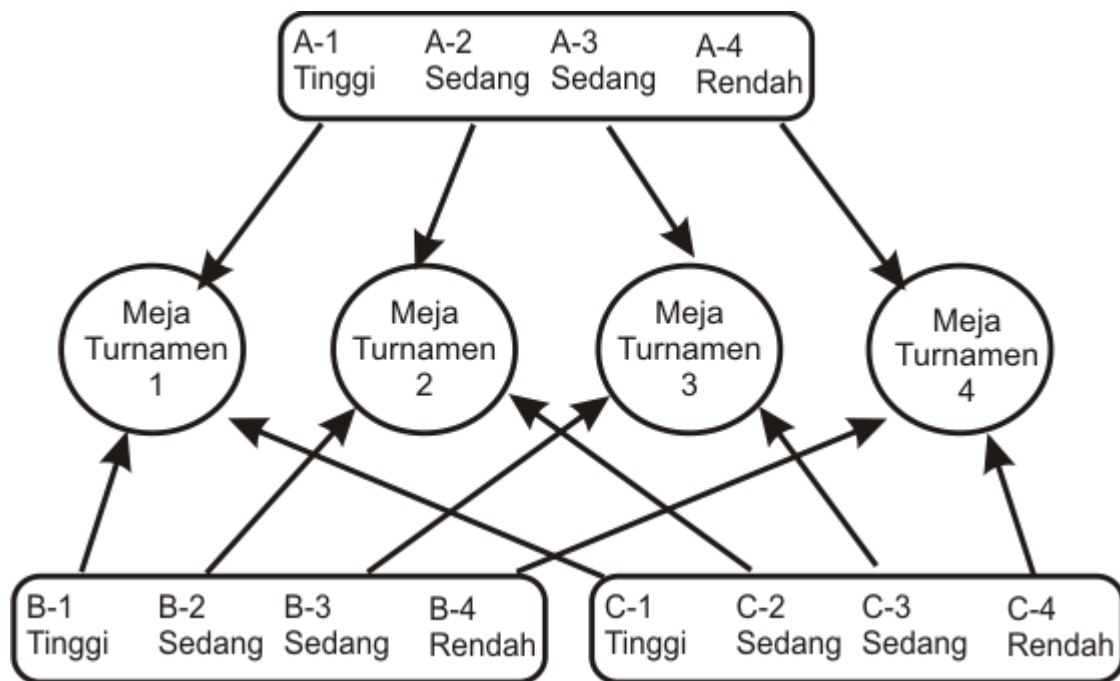 A-1 A-2 A-3 A-4
Tinggi Sedang Sedang Rendah
Meja Turnamen 1
Meja Turnamen 2
Meja Turnamen 3
Meja Turnamen 4
B-1 B-2 B-3 B-4
Tinggi Sedang Sedang Rendah
C-1 C-2 C-3 C-4
Tinggi Sedang Sedang Rendah